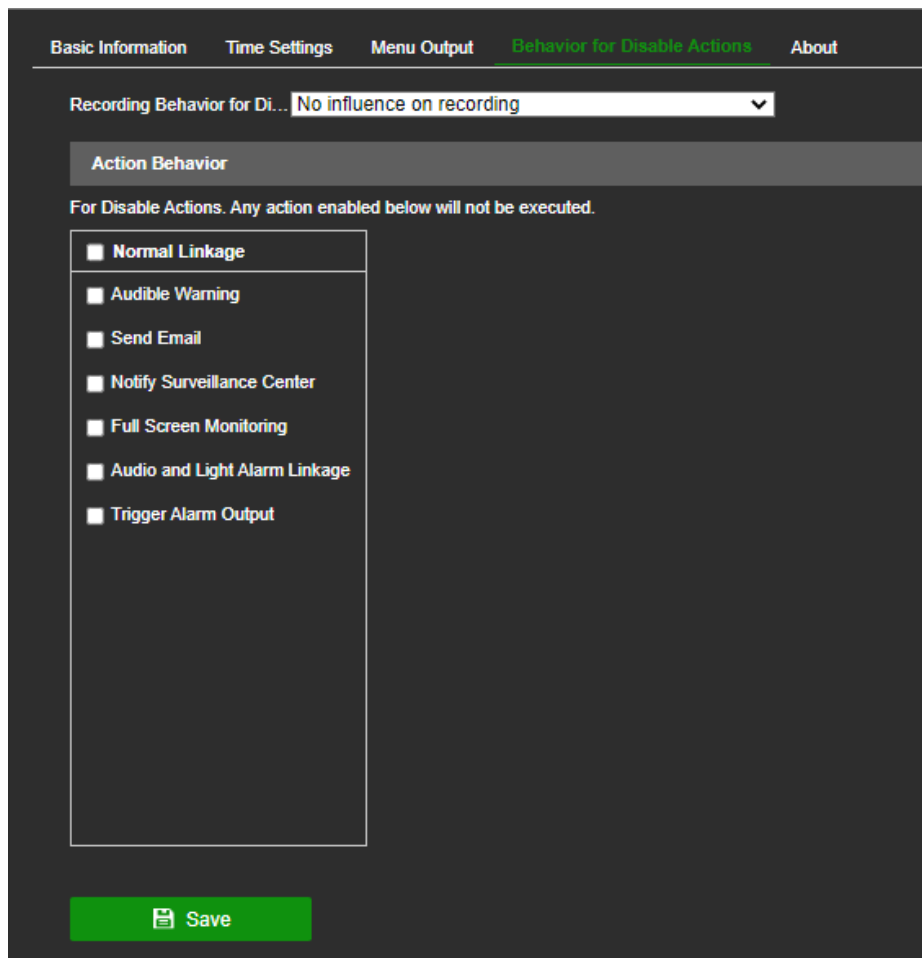 Basic Information Time Settings Menu Output Behavior for Disable Actions About
Recording Behavior for Di... No influence on recording
Action Behavior
For Disable Actions. Any action enabled below will not be executed.
Normal Linkage
Audible Warning
Send Email
Notify Surveillance Center
Full Screen Monitoring
Audio and Light Alarm Linkage
Trigger Alarm Output
Save